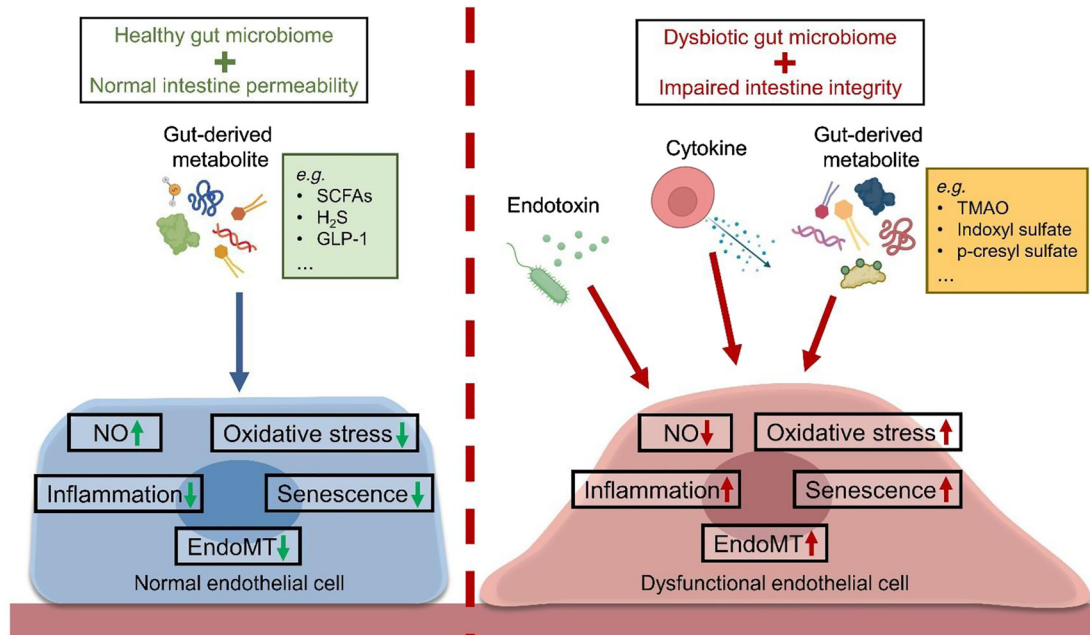 Healthy gut microbiome
+
Normal intestine permeability
Gut-derived
metabolite
e.g.
• SCFAs
• H₂S
• GLP-1
...
NO
Oxidative stress
Inflammation
Senescence
EndoMT
Normal endothelial cell
Dysbiotic gut microbiome
+
Impaired intestine integrity
Endotoxin
Cytokine
Gut-derived
metabolite
e.g.
• TMAO
• Indoxyl sulfate
• p-cresyl sulfate
...
NO
Oxidative stress
Inflammation
Senescence
EndoMT
Dysfunctional endothelial cell